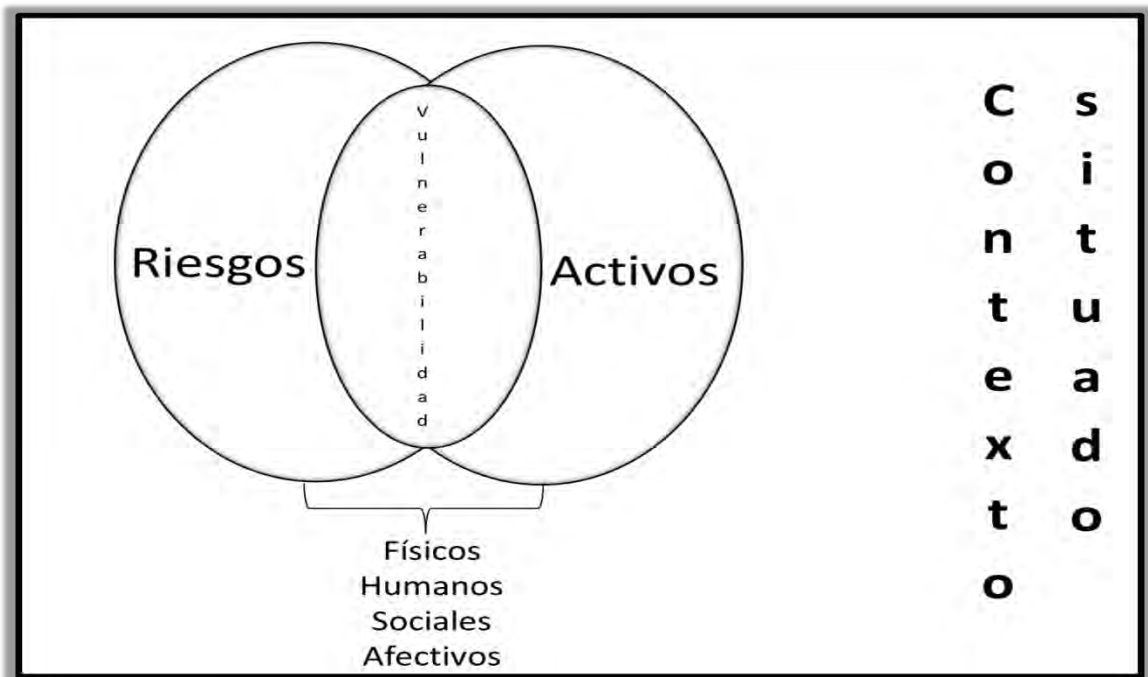 Riesgos
Vulnerabilidad
Activos
Físicos
Humanos
Sociales
Afectivos
Contexto
situado